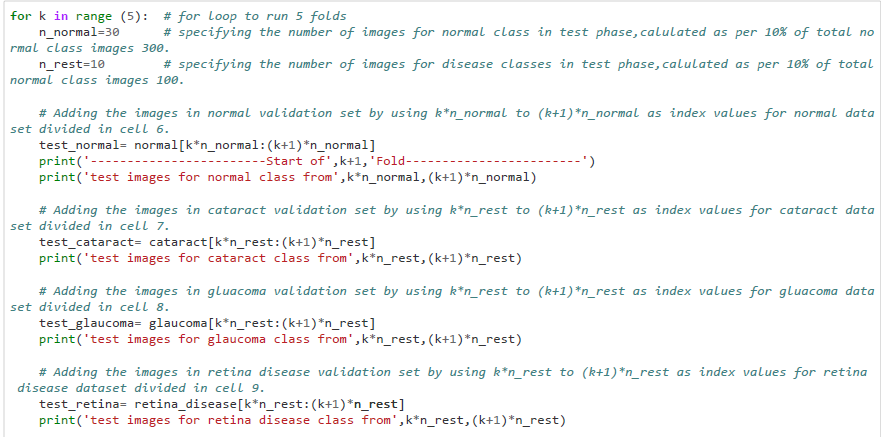 for k in range (5):  # for loop to run 5 folds
    n_normal=30      # specifying the number of images for normal class in test phase,calulated as per 10% of total no
rmal class images 300.
    n_rest=10        # specifying the number of images for disease classes in test phase,calulated as per 10% of total
normal class images 100.

    # Adding the images in normal validation set by using k*n_normal to (k+1)*n_normal as index values for normal data
set divided in cell 6.
    test_normal= normal[k*n_normal:(k+1)*n_normal]
    print('------------------------Start of',k+1,'Fold------------------------')
    print('test images for normal class from',k*n_normal,(k+1)*n_normal)

    # Adding the images in cataract validation set by using k*n_rest to (k+1)*n_rest as index values for cataract data
set divided in cell 7.
    test_cataract= cataract[k*n_rest:(k+1)*n_rest]
    print('test images for cataract class from',k*n_rest,(k+1)*n_rest)

    # Adding the images in gluacoma validation set by using k*n_rest to (k+1)*n_rest as index values for gluacoma data
set divided in cell 8.
    test_glaucoma= glaucoma[k*n_rest:(k+1)*n_rest]
    print('test images for glaucoma class from',k*n_rest,(k+1)*n_rest)

    # Adding the images in retina disease validation set by using k*n_rest to (k+1)*n_rest as index values for retina
 disease dataset divided in cell 9.
    test_retina= retina_disease[k*n_rest:(k+1)*n_rest]
    print('test images for retina disease class from',k*n_rest,(k+1)*n_rest)